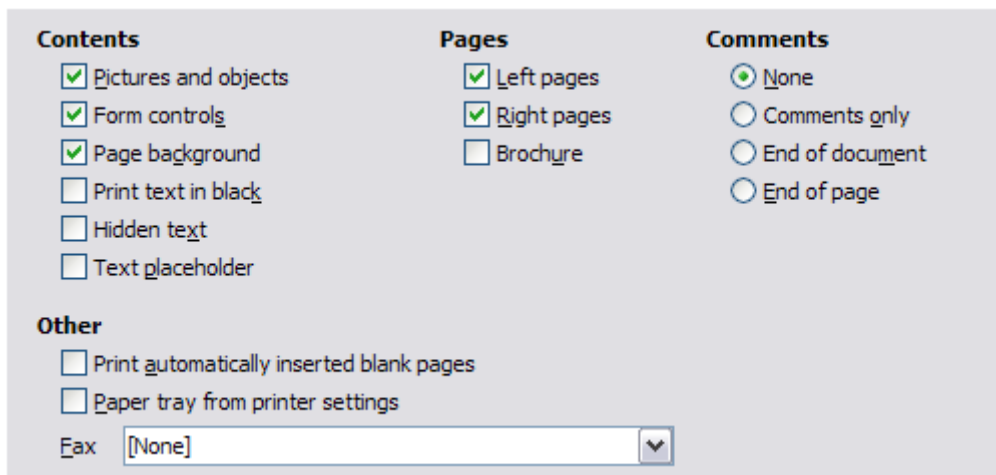 Contents
Pictures and objects
Form controls
Page background
Print text in black
Hidden text
Text placeholder
Pages
Left pages
Right pages
Brochure
Comments
None
Comments only
End of document
End of page
Other
Print automatically inserted blank pages
Paper tray from printer settings
Fax [None]